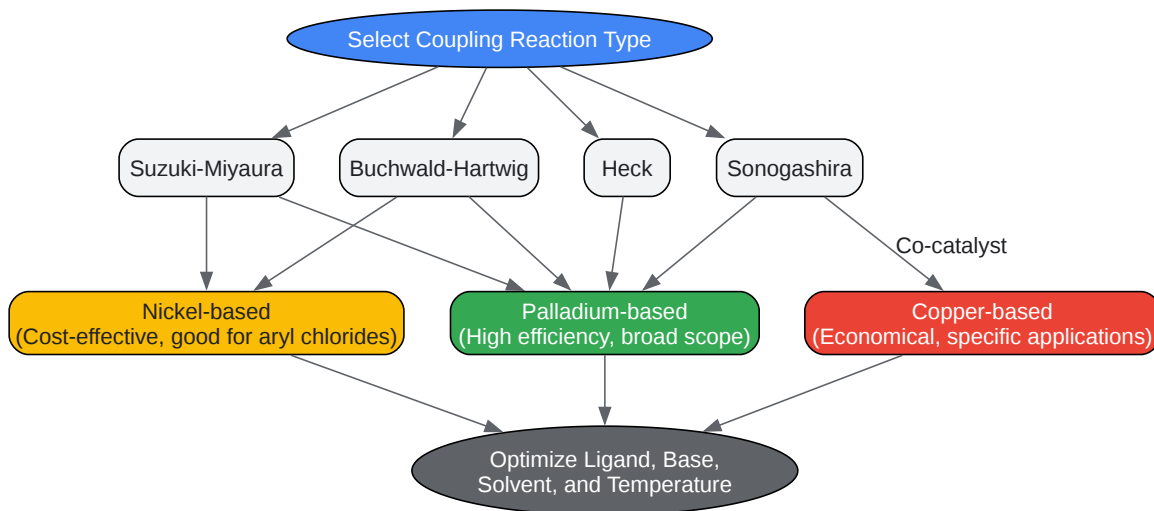 Select Coupling Reaction Type
Suzuki-Miyaura
Buchwald-Hartwig
Heck
Sonogashira
Co-catalyst
Nickel-based
(Cost-effective, good for aryl chlorides)
Palladium-based
(High efficiency, broad scope)
Copper-based
(Economical, specific applications)
Optimize Ligand, Base,
Solvent, and Temperature